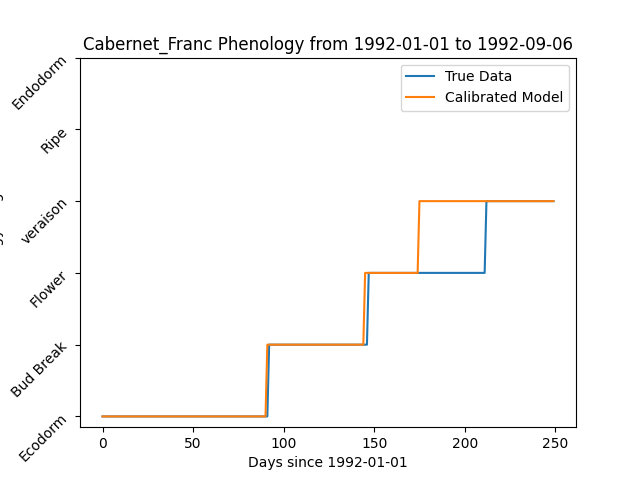 Cabernet_Franc Phenology from 1992-01-01 to 1992-09-06
True Data
Calibrated Model
Endodorm
Ripe
veraison
Flower
Bud Break
Ecodorm
0 50 100 150 200 250
Days since 1992-01-01